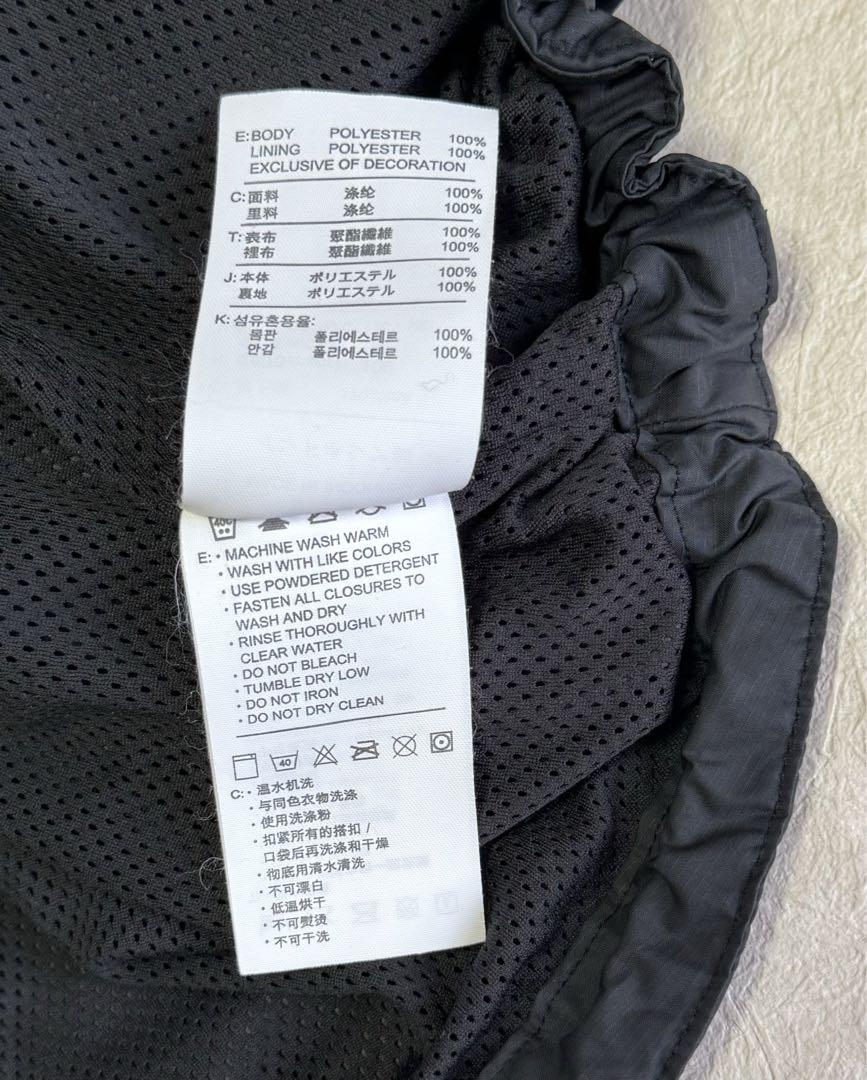 E: BODY POLYESTER 100%
LINING POLYESTER 100%
EXCLUSIVE OF DECORATION
C: 面料 涤纶 100%
里料 涤纶 100%
T: 表布 聚酯纖維 100%
裡布 聚酯纖維 100%
J: 本体 ポリエステル 100%
裏地 ポリエステル 100%
K: 섬유혼용율:
몸판 폴리에스테르 100%
안감 폴리에스테르 100%
E: • MACHINE WASH WARM
• WASH WITH LIKE COLORS
• USE POWDERED DETERGENT
• FASTEN ALL CLOSURES TO
WASH AND DRY
• RINSE THOROUGHLY WITH
CLEAR WATER
• DO NOT BLEACH
• TUMBLE DRY LOW
• DO NOT IRON
• DO NOT DRY CLEAN
40
C: • 温水机洗
• 与同色衣物洗涤
• 使用洗涤粉
• 扣紧所有的搭扣 /
口袋后再洗涤和干燥
• 彻底用清水清洗
• 不可漂白
• 低温烘干
• 不可熨烫
• 不可干洗